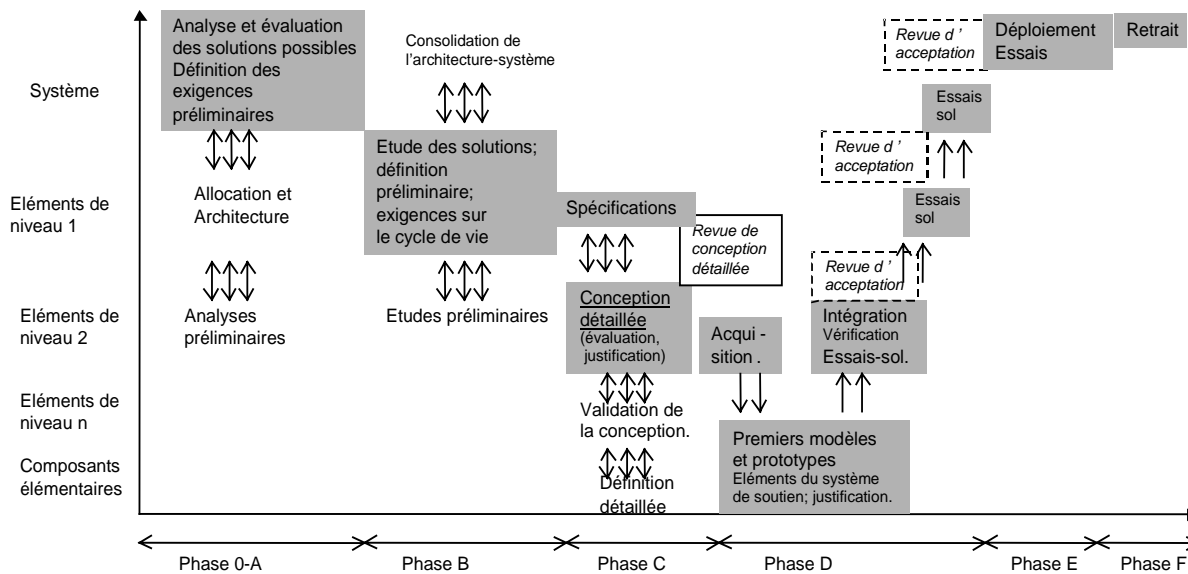 Analyse et évaluation
des solutions possibles
Définition des
exigences
préliminaires
Consolidation de
l'architecture-système
Revue d '
acceptation
Déploiement
Essais
Retrait
Système
Essais
sol
Etude des solutions;
définition
préliminaire;
exigences sur
le cycle de vie
Revue d '
acceptation
Allocation et
Architecture
Eléments de
niveau 1
Spécifications
Essais
sol
Revue de
conception
détaillée
Revue d '
acceptation
Eléments de
niveau 2
Analyses
préliminaires
Etudes préliminaires
Conception
détaillée
(évaluation,
justification)
Acqui -
sition .
Intégration
Vérification
Essais-sol.
Eléments de
niveau n
Validation de
la conception.
Premiers modèles
et prototypes
Eléments du système
de soutien; justification.
Composants
élémentaires
Définition
détaillée
Phase 0-A
Phase B
Phase C
Phase D
Phase E
Phase F